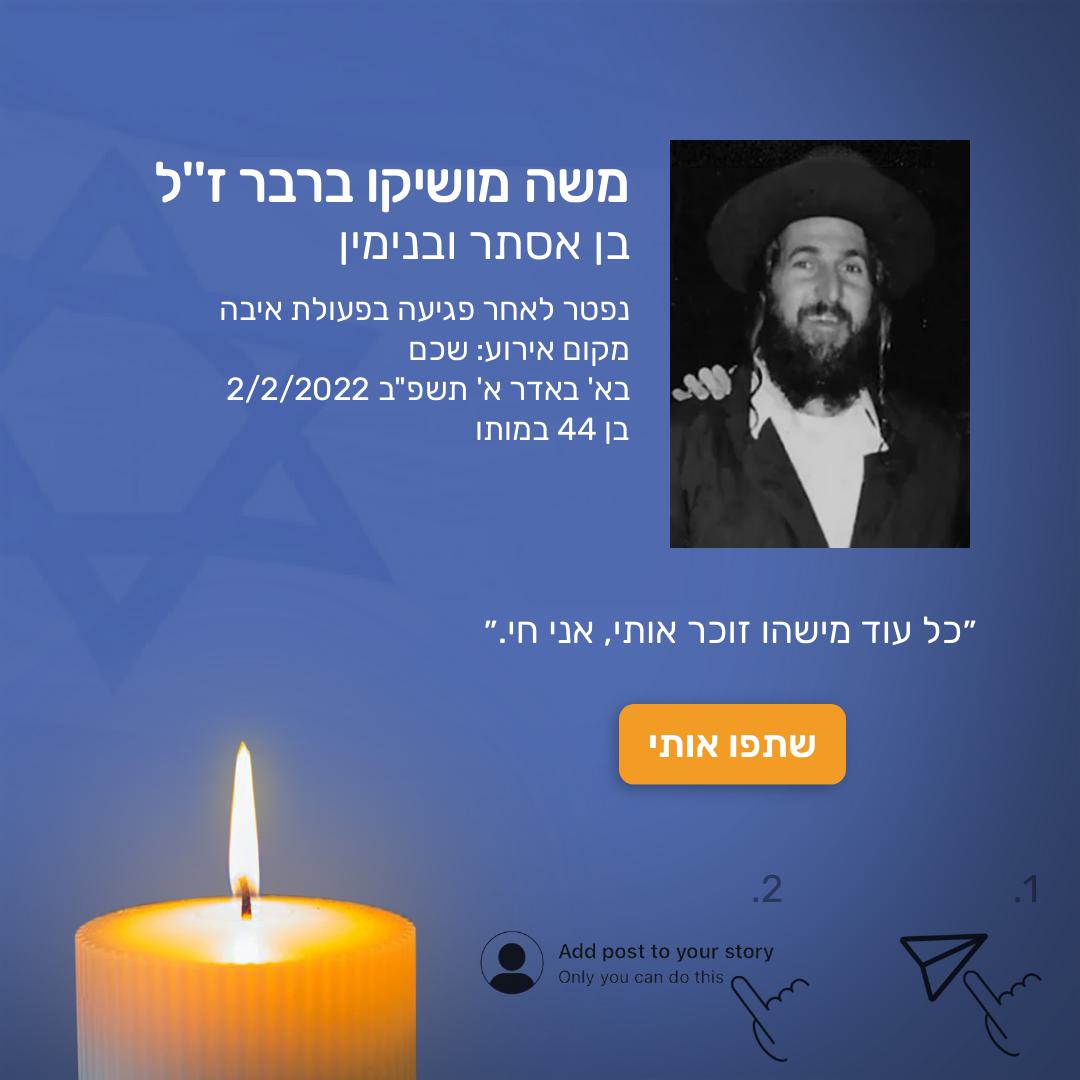 משה מושיקו ברבר ז"ל
בן אסתר ובנימין
נפטר לאחר פגיעה בפעולת איבה
מקום אירוע: שכם
בא' באדר א' תשפ"ב 2/2/2022
בן 44 במותו
״כל עוד מישהו זוכר אותי, אני חי.״
שתפו אותי
.1
.2
Add post to your story
Only you can do this